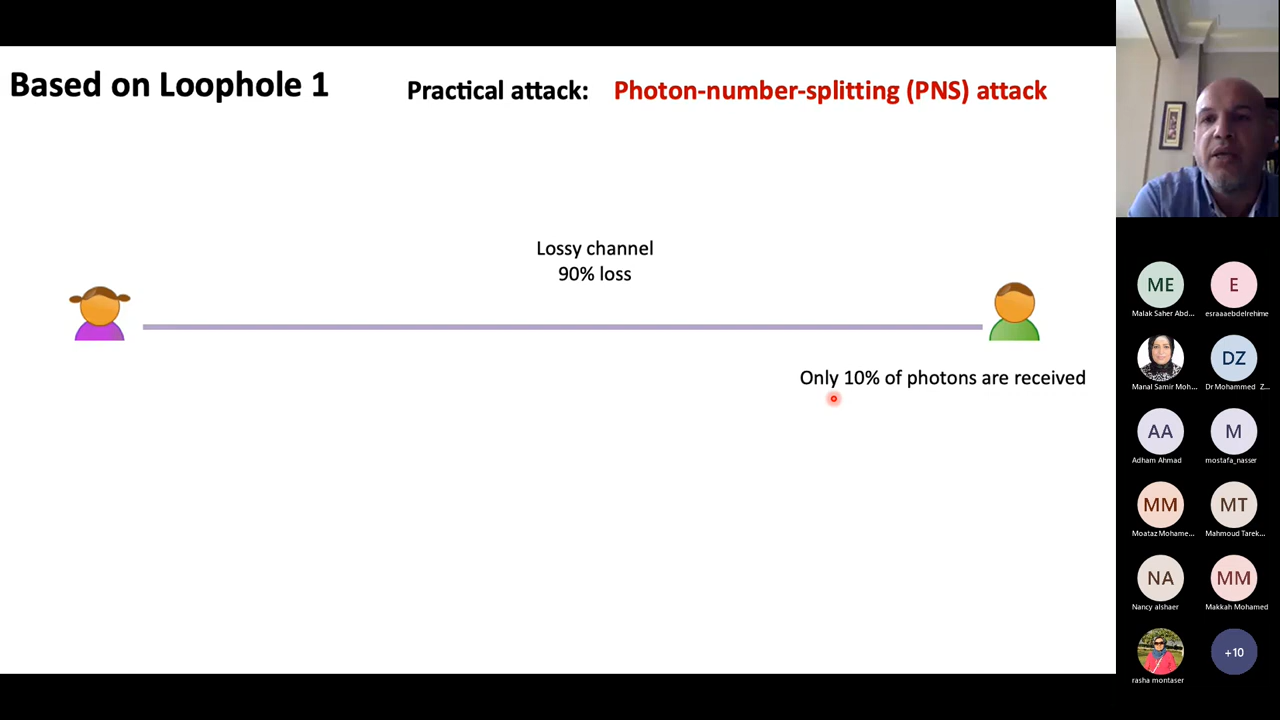 Based on Loophole 1
Practical attack: Photon-number-splitting (PNS) attack
Lossy channel
90% loss
Only 10% of photons are received
ME
E
Malak Saher Abd...
esraaaebdelrehime
DZ
Manal Samir Moh...
Dr Mohammed Z...
AA
M
Adham Ahmad
mostafa_nasser
MM
MT
Moataz Mohame...
Mahmoud Tarek...
NA
MM
Nancy alshaer
Makkah Mohamed
+10
rasha montaser